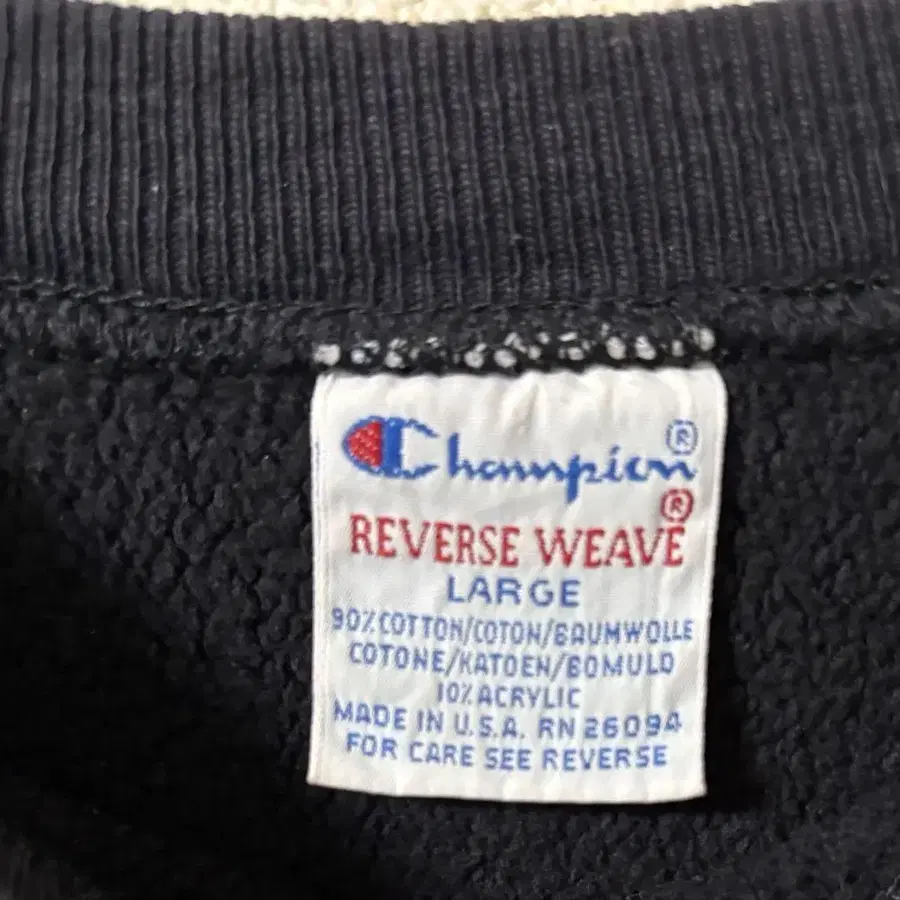 Champion®
REVERSE WEAVE®
LARGE
90% COTTON/COTON/BAUMWOLLE
COTONE/KATOEN/BOMULD
10% ACRYLIC
MADE IN U.S.A. RN 26094
FOR CARE SEE REVERSE